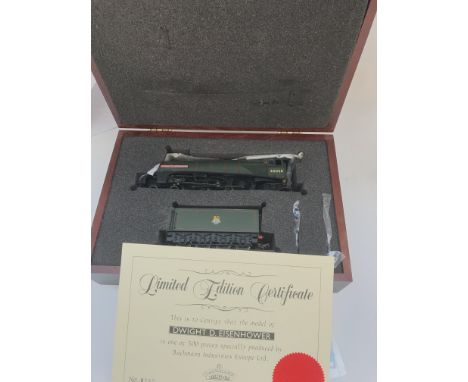 Limited Edition Certificate
This is to certify that the model of
DWIGHT D. EISENHOWER
is one of 500 pieces specially produced by
Bachmann Industries Europe Ltd.
No.